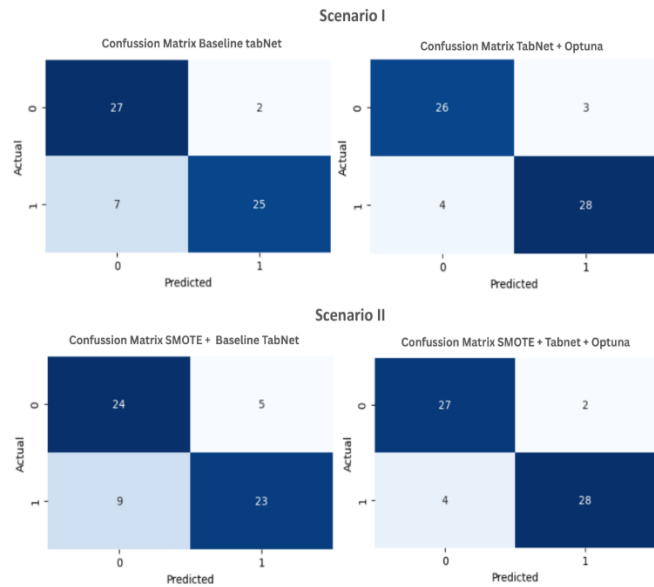 Scenario I
Confussion Matrix Baseline tabNet
Confussion Matrix TabNet + Optuna
0
27
2
Actual
1
7
25
0
1
Predicted
0
26
3
Actual
1
4
28
0
1
Predicted
Scenario II
Confussion Matrix SMOTE + Baseline TabNet
Confussion Matrix SMOTE + Tabnet + Optuna
0
24
5
Actual
1
9
23
0
1
Predicted
0
27
2
Actual
1
4
28
0
1
Predicted